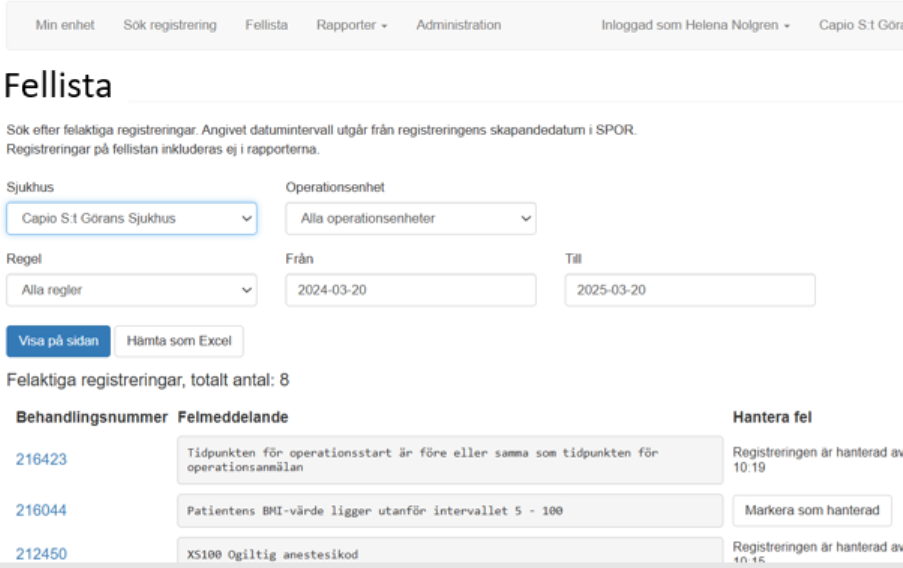 Min enhet Sök registrering Fellista Rapporter Administration Inloggad som Helena Nolgren Capio S:t Göra
Fellista
Sök efter felaktiga registreringar. Angivet datumintervall utgår från registreringens skapandedatum i SPOR.
Registreringar på fellistan inkluderas ej i rapporterna.
Sjukhus Operationsenhet
Capio S:t Görans Sjukhus Alla operationsenheter
Regel Från Till
Alla regler 2024-03-20 2025-03-20
Visa på sidan Hämta som Excel
Felaktiga registreringar, totalt antal: 8
Behandlingsnummer Felmeddelande Hantera fel
216423 Tidpunkten för operationsstart är före eller samma som tidpunkten för Registreringen är hanterad av
operationsanmälan 10:19
216044 Patientens BMI-värde ligger utanför intervallet 5 - 100 Markera som hanterad
212450 XS100 Ogiltig anestesikod Registreringen är hanterad av
10:15